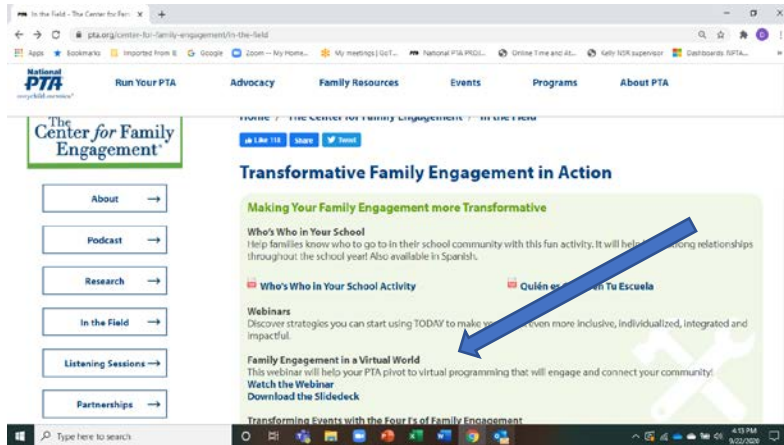 In the Field - The Center for Fam
pta.org/center-for-family-engagement/in-the-field
Apps Bookmarks Imported From IE Google Zoom -- My Home... My meetings | GoT... National PTA PROL... Online Time and At... Kelly NSR supervisor Dashboards NPTA...
National
PTA
everychild.onevoice.
Run Your PTA Advocacy Family Resources Events Programs About PTA
The
Center for Family
Engagement
Home / The Center for Family Engagement / In the Field
Like 118 Share Tweet
Transformative Family Engagement in Action
About →
Podcast →
Research →
In the Field →
Listening Sessions →
Partnerships →
Making Your Family Engagement more Transformative
Who's Who in Your School
Help families know who to go to in their school community with this fun activity. It will help relationships
throughout the school year! Also available in Spanish.
Who's Who in Your School Activity Quién es en Tu Escuela
Webinars
Discover strategies you can start using TODAY to make even more inclusive, individualized, integrated and
impactful.
Family Engagement in a Virtual World
This webinar will help your PTA pivot to virtual programming that will engage and connect your community!
Watch the Webinar
Download the Slidedeck
Transforming Events with the Four I's of Family Engagement
Type here to search
4:13 PM
9/22/2020